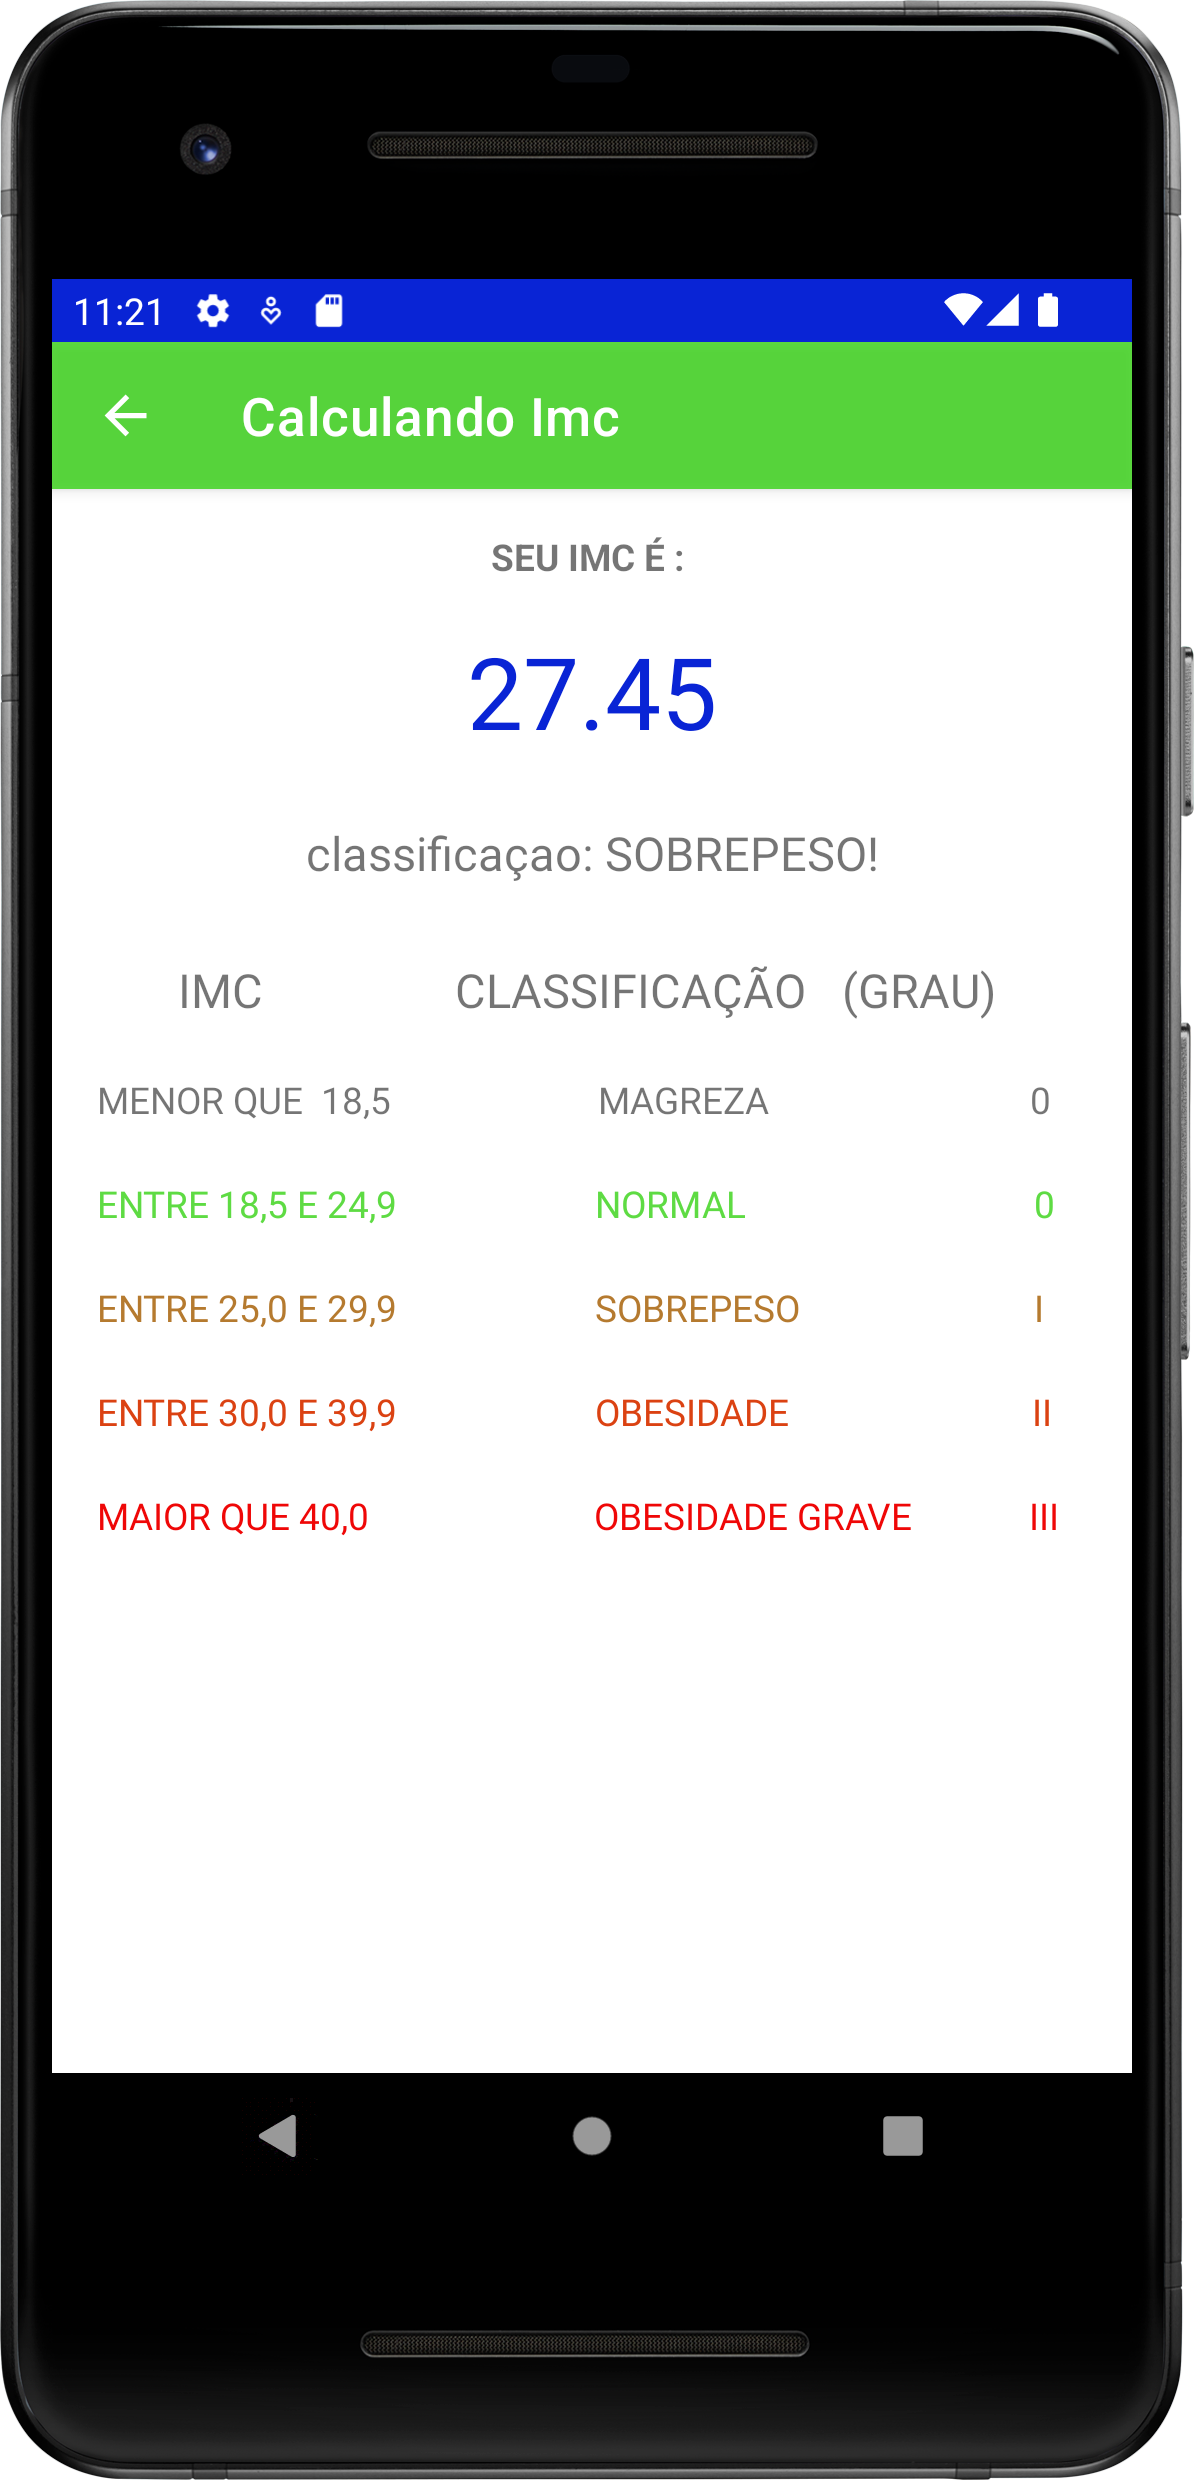 11:21
Calculando Imc
SEU IMC É :
27.45
classificaçao: SOBREPESO!
IMC CLASSIFICAÇÃO (GRAU)
MENOR QUE 18,5 MAGREZA 0
ENTRE 18,5 E 24,9 NORMAL 0
ENTRE 25,0 E 29,9 SOBREPESO I
ENTRE 30,0 E 39,9 OBESIDADE II
MAIOR QUE 40,0 OBESIDADE GRAVE III